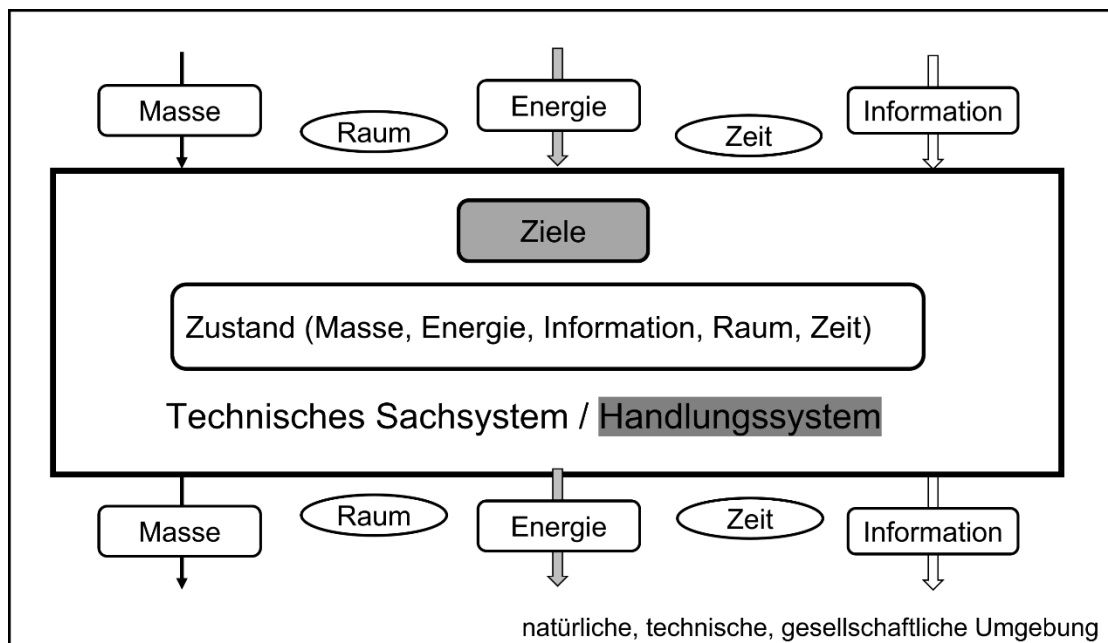 Masse
Raum
Energie
Zeit
Information
Ziele
Zustand (Masse, Energie, Information, Raum, Zeit)
Technisches Sachsystem / Handlungssystem
Masse
Raum
Energie
Zeit
Information
natürliche, technische, gesellschaftliche Umgebung